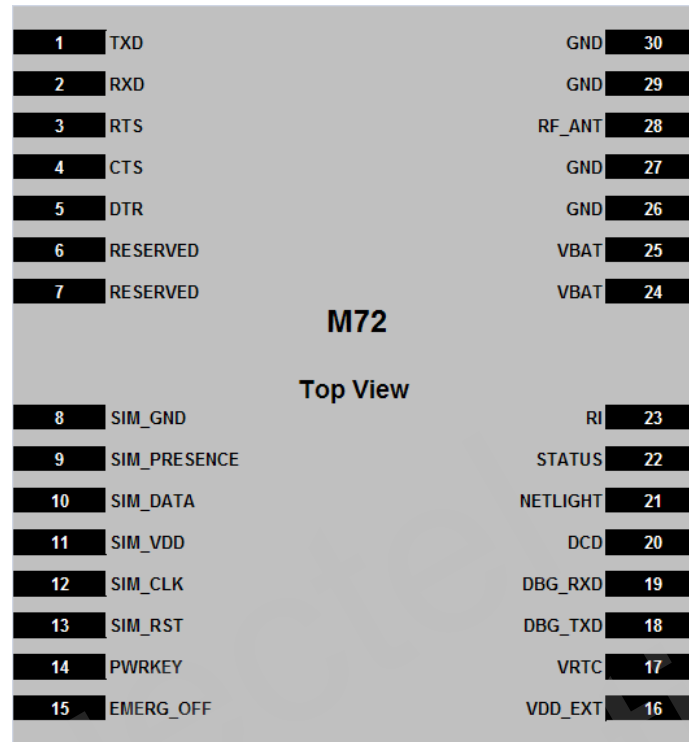 1 TXD GND 30
2 RXD GND 29
3 RTS RF_ANT 28
4 CTS GND 27
5 DTR GND 26
6 RESERVED VBAT 25
7 RESERVED VBAT 24
M72
Top View
8 SIM_GND RI 23
9 SIM_PRESENCE STATUS 22
10 SIM_DATA NETLIGHT 21
11 SIM_VDD DCD 20
12 SIM_CLK DBG_RXD 19
13 SIM_RST DBG_TXD 18
14 PWRKEY VRTC 17
15 EMERG_OFF VDD_EXT 16